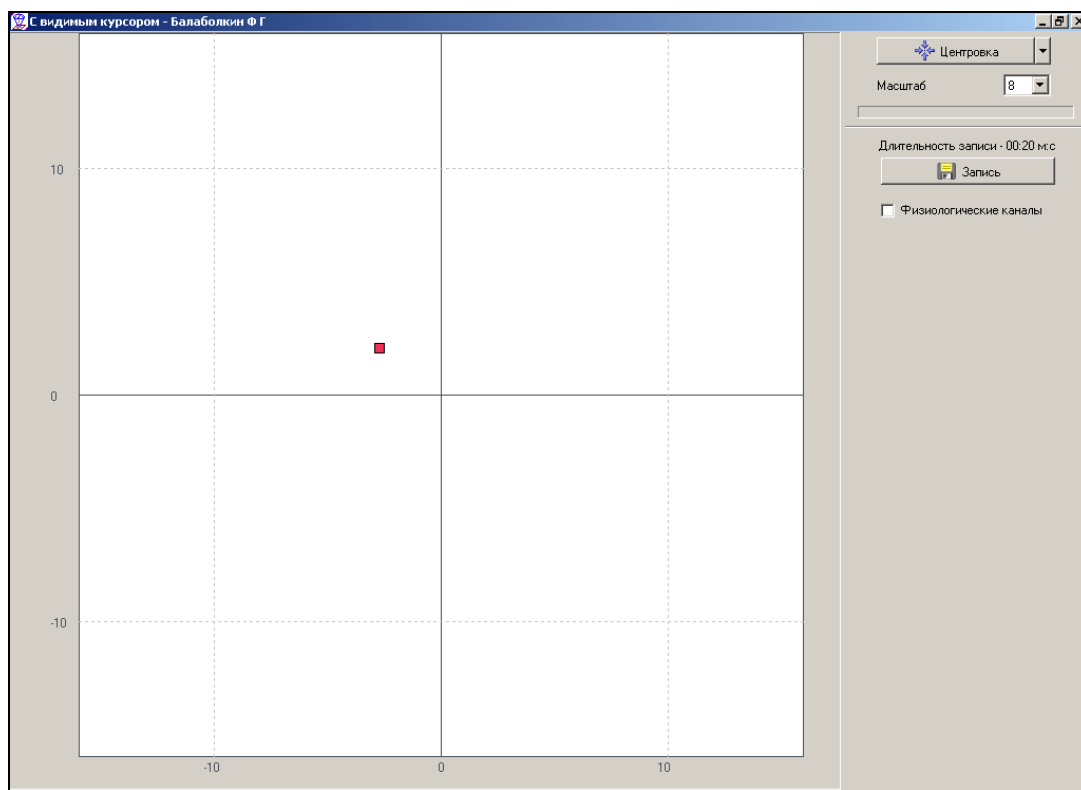 С видимым курсором - Балаболкин Ф Г
Центровка
Масштаб 8
Длительность записи - 00:20 м:с
Запись
Физиологические каналы
10
0
-10
-10 0 10